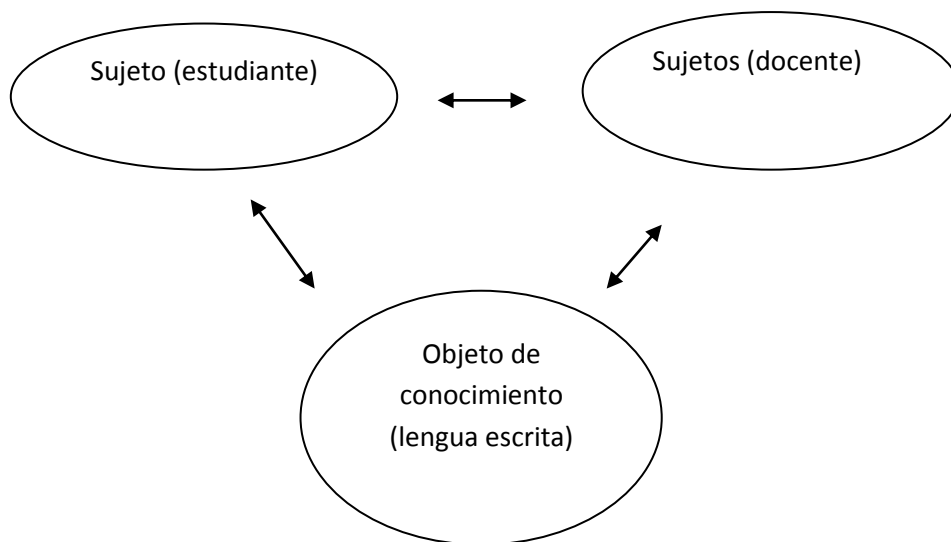 Sujeto (estudiante)
Sujetos (docente)
Objeto de
conocimiento
(lengua escrita)